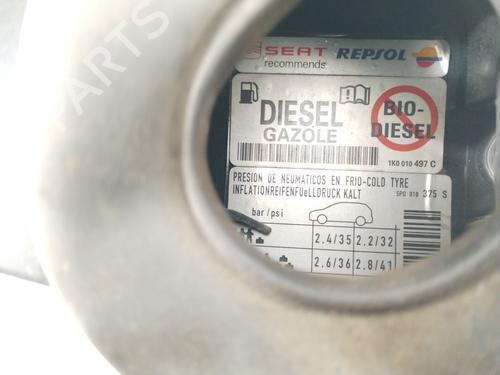 PARTS
SEAT REPSOL
recommends
DIESEL
GAZOLE
BIO-
DIESEL
1K0 010 497 C
PRESION DE NEUMATICOS EN FRIO-COLD TYRE
INFLATIONREIFENFÜLLDRUCK KALT
5P0 010 375 S
bar/psi
2.4/35 2.2/32
2.6/36 2.8/41